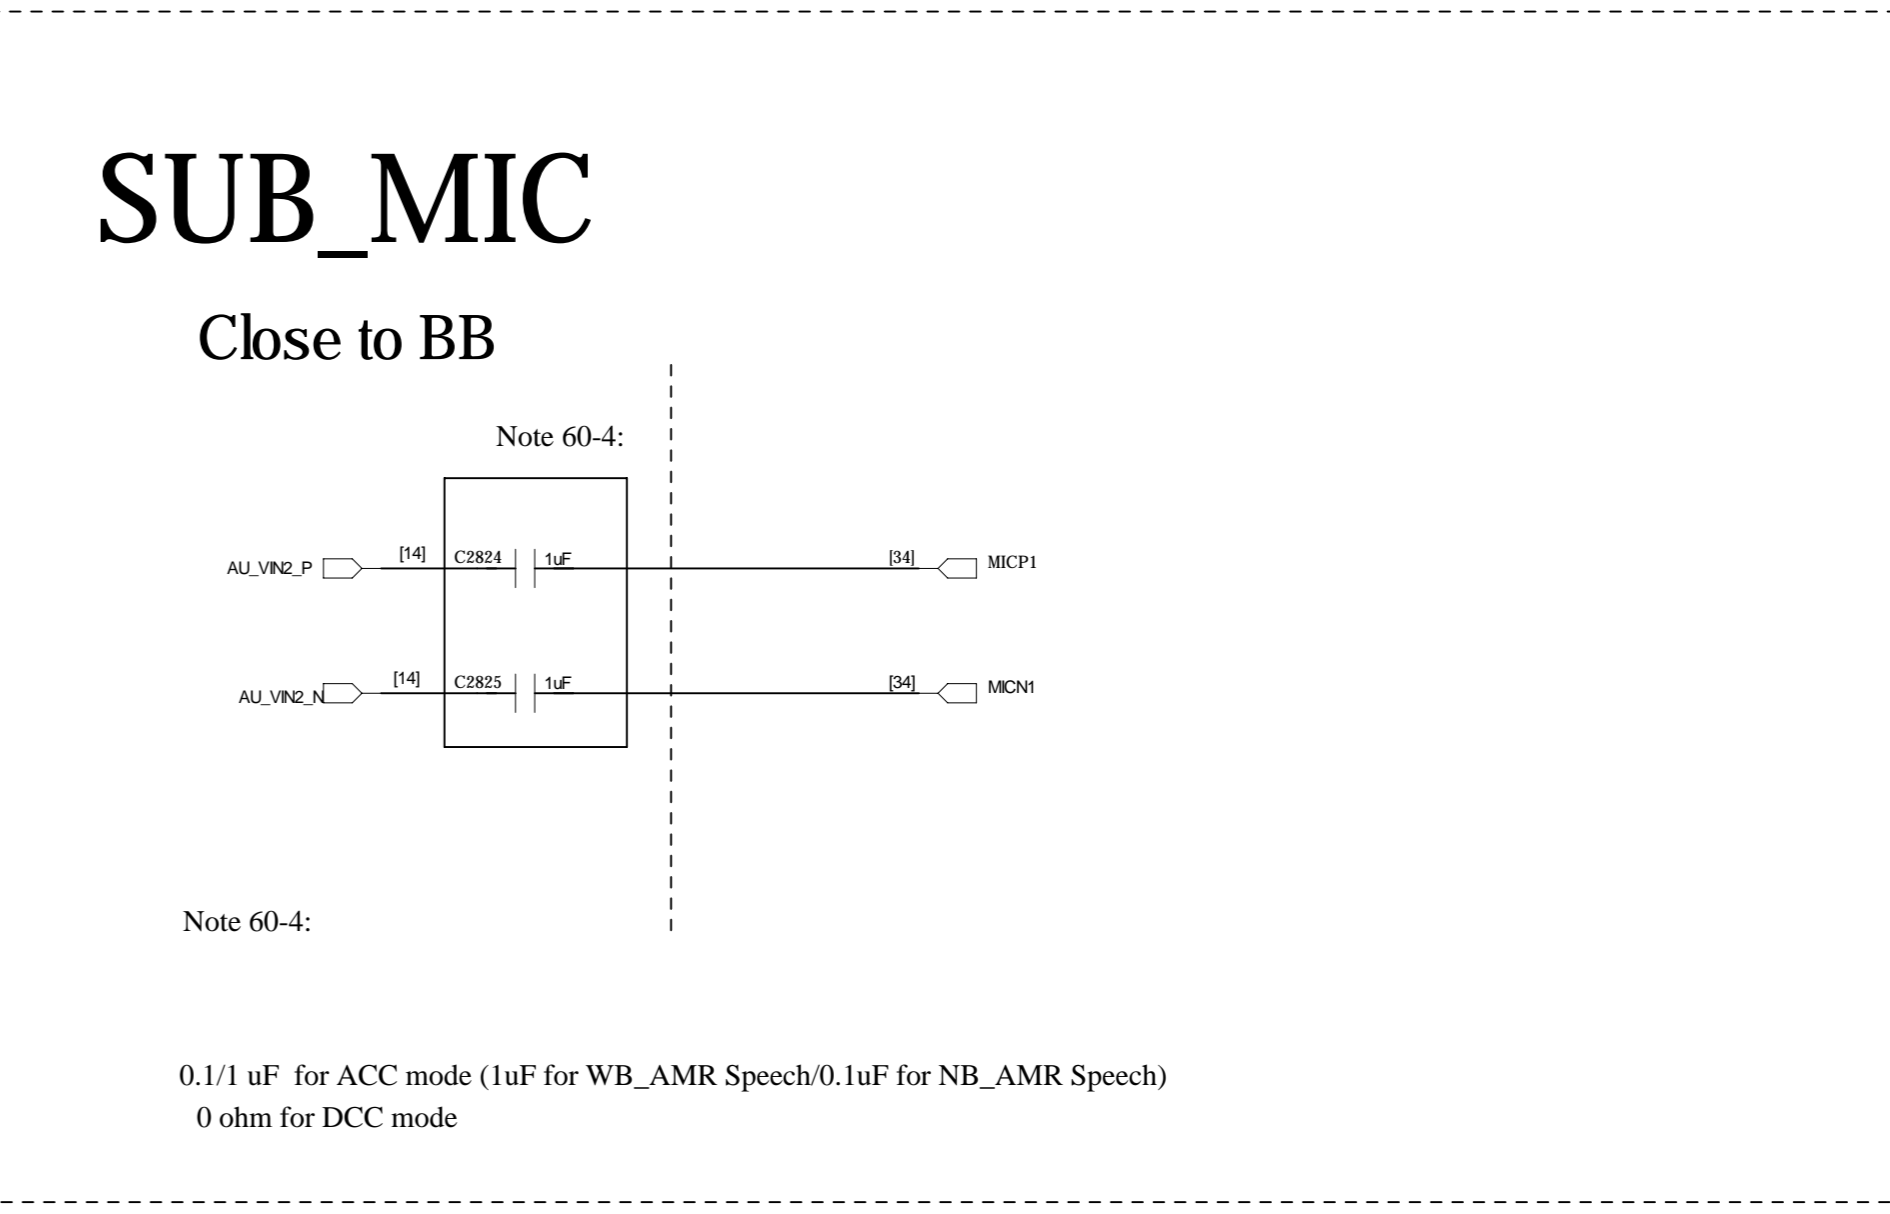 SUB_MIC
Close to BB
Note 60-4:
AU_VIN2_P [14] C2824 1uF [34] MICP1
AU_VIN2_N [14] C2825 1uF [34] MICN1
Note 60-4:
0.1/1 uF for ACC mode (1uF for WB_AMR Speech/0.1uF for NB_AMR Speech)
0 ohm for DCC mode